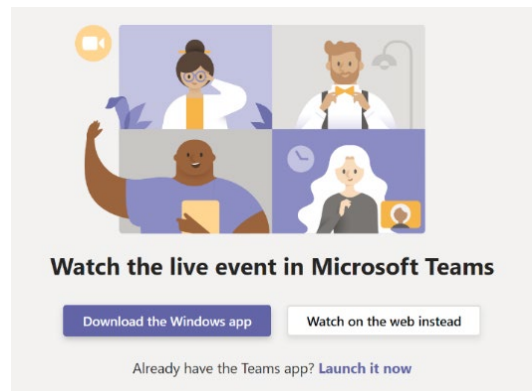 Watch the live event in Microsoft Teams
Download the Windows app
Watch on the web instead
Already have the Teams app? Launch it now